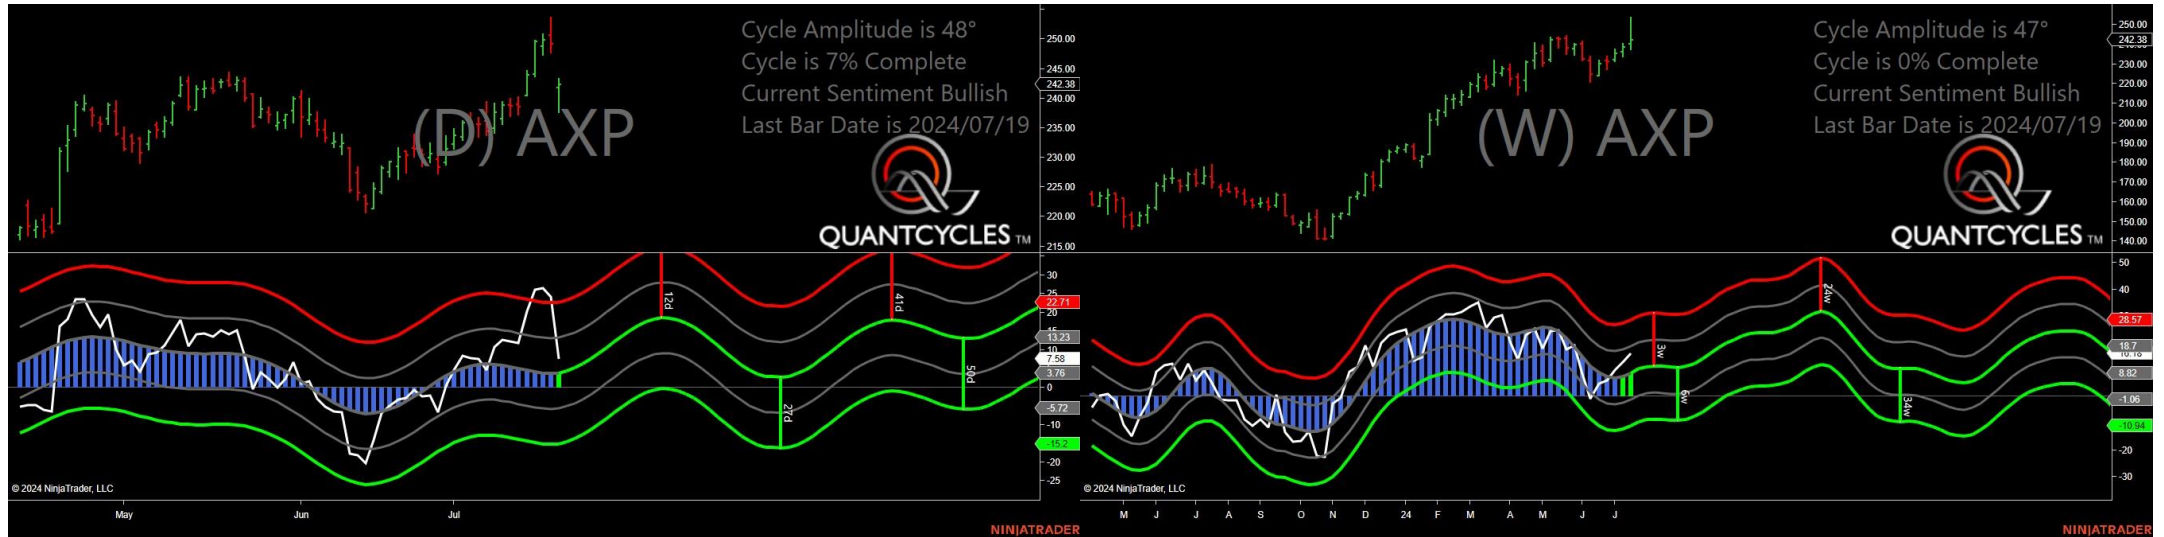 Cycle Amplitude is 48°
Cycle is 7% Complete
Current Sentiment Bullish
Last Bar Date is 2024/07/19
(D) AXP
QUANTCYCLES TM
250.00
245.00
242.38
240.00
235.00
230.00
225.00
220.00
215.00
30
25
22.71
20
13.23
10
7.58
3.76
0
-5.72
-10
-15.2
-20
-25
12d
27d
41d
50d
© 2024 NinjaTrader, LLC
May Jun Jul
NINJATRADER
Cycle Amplitude is 47°
Cycle is 0% Complete
Current Sentiment Bullish
Last Bar Date is 2024/07/19
(W) AXP
QUANTCYCLES TM
250.00
242.38
230.00
220.00
210.00
200.00
190.00
180.00
170.00
160.00
150.00
140.00
50
40
28.57
18.7
8.82
-1.06
-10.94
-20
-30
3w
6w
24w
34w
© 2024 NinjaTrader, LLC
M J J A S O N D 24 F M A M J J
NINJATRADER